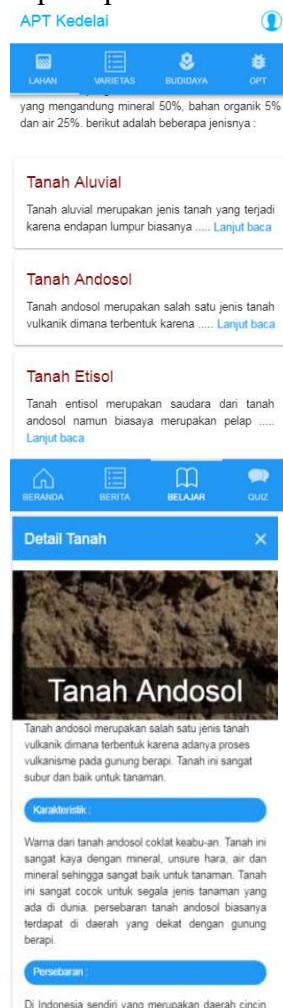 APT Kedelai
LAHAN VARIETAS BUDIDAYA OPT
yang mengandung mineral 50%, bahan organik 5%
dan air 25%. berikut adalah beberapa jenisnya :
Tanah Aluvial
Tanah aluvial merupakan jenis tanah yang terjadi
karena endapan lumpur biasanya ..... Lanjut baca
Tanah Andosol
Tanah andosol merupakan salah satu jenis tanah
vulkanik dimana terbentuk karena ..... Lanjut baca
Tanah Etisol
Tanah entisol merupakan saudara dari tanah
andosol namun biasaya merupakan pelap .....
Lanjut baca
BERANDA BERITA BELAJAR QUIZ
Detail Tanah ×
Tanah Andosol
Tanah andosol merupakan salah satu jenis tanah
vulkanik dimana terbentuk karena adanya proses
vulkanisme pada gunung berapi. Tanah ini sangat
subur dan baik untuk tanaman.
Karakteristik :
Warna dari tanah andosol coklat keabu-an. Tanah ini
sangat kaya dengan mineral, unsure hara, air dan
mineral sehingga sangat baik untuk tanaman. Tanah
ini sangat cocok untuk segala jenis tanaman yang
ada di dunia. persebaran tanah andosol biasanya
terdapat di daerah yang dekat dengan gunung
berapi.
Persebaran :
Di Indonesia sendiri yang merupakan daerah cincin